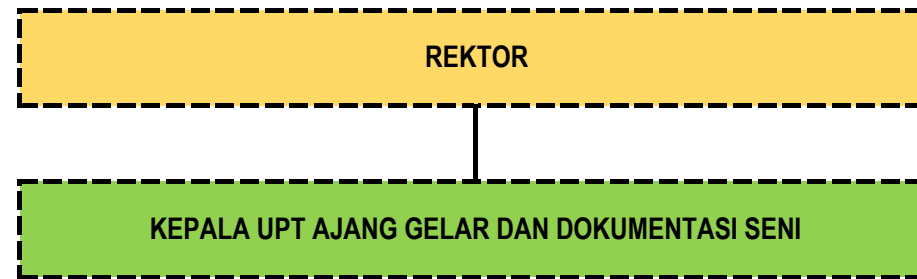 REKTOR
KEPALA UPT AJANG GELAR DAN DOKUMENTASI SENI